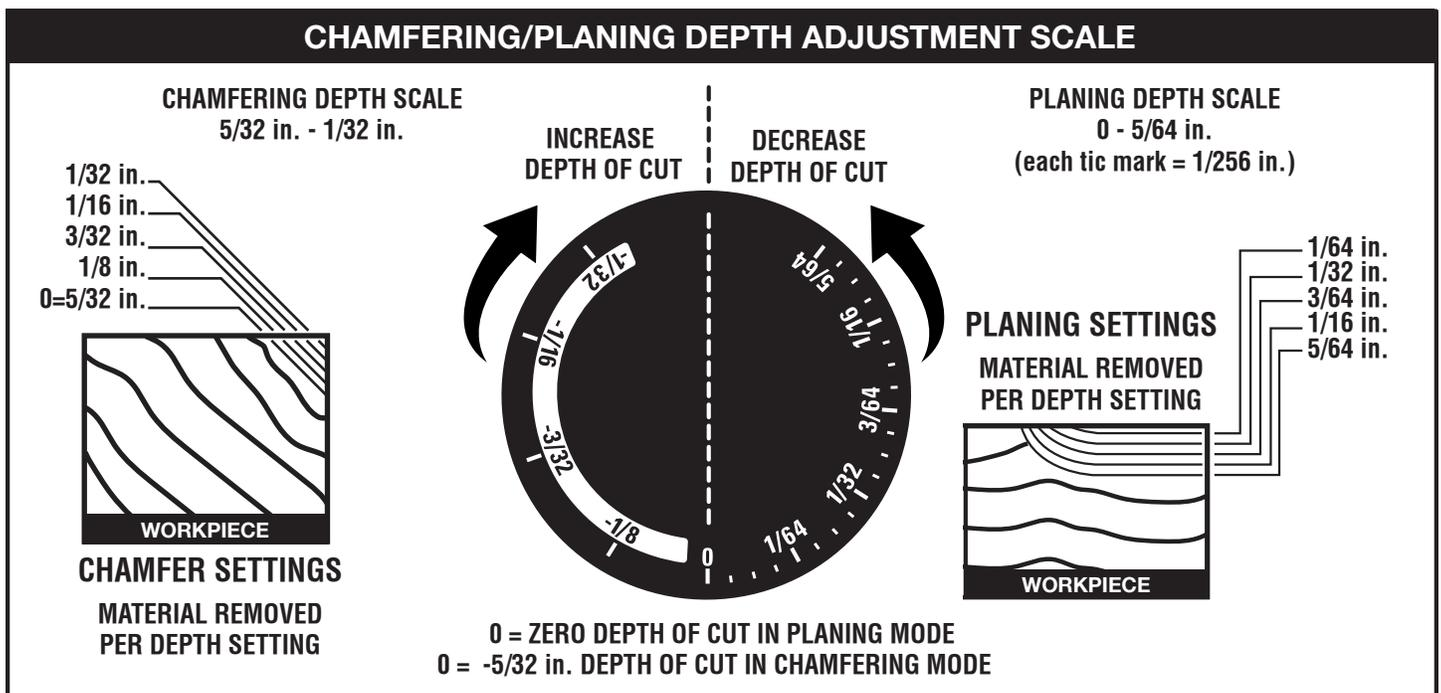 CHAMFERING/PLANING DEPTH ADJUSTMENT SCALE
CHAMFERING DEPTH SCALE
5/32 in. - 1/32 in.
1/32 in.
1/16 in.
3/32 in.
1/8 in.
0=5/32 in.
WORKPIECE
CHAMFER SETTINGS
MATERIAL REMOVED
PER DEPTH SETTING
INCREASE
DEPTH OF CUT
DECREASE
DEPTH OF CUT
-1/32
-1/16
-3/32
-1/8
0
1/64
1/32
3/64
1/16
5/64
0 = ZERO DEPTH OF CUT IN PLANING MODE
0 = -5/32 in. DEPTH OF CUT IN CHAMFERING MODE
PLANING DEPTH SCALE
0 - 5/64 in.
(each tic mark = 1/256 in.)
1/64 in.
1/32 in.
3/64 in.
1/16 in.
5/64 in.
PLANING SETTINGS
MATERIAL REMOVED
PER DEPTH SETTING
WORKPIECE